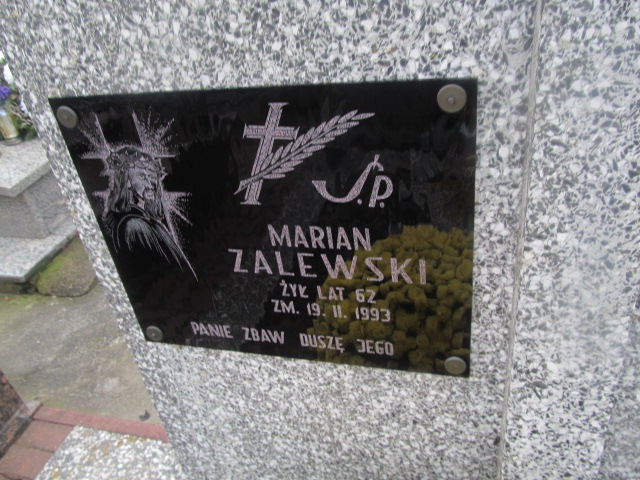 Ś.P.
MARIAN
ZALEWSKI
ŻYŁ LAT 62
ZM. 19. II. 1993
PANIE ZBAW DUSZĘ JEGO